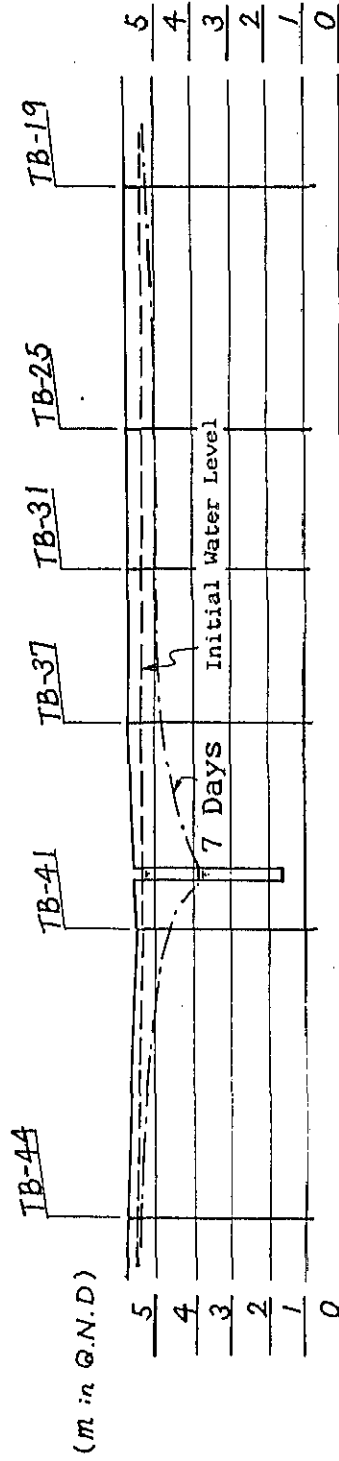 (m in Q.N.D)
TB-44
TB-41
TB-37
TB-31
TB-25
TB-19
5
4
3
2
1
0
7 Days
Initial Water Level
5
4
3
2
1
0